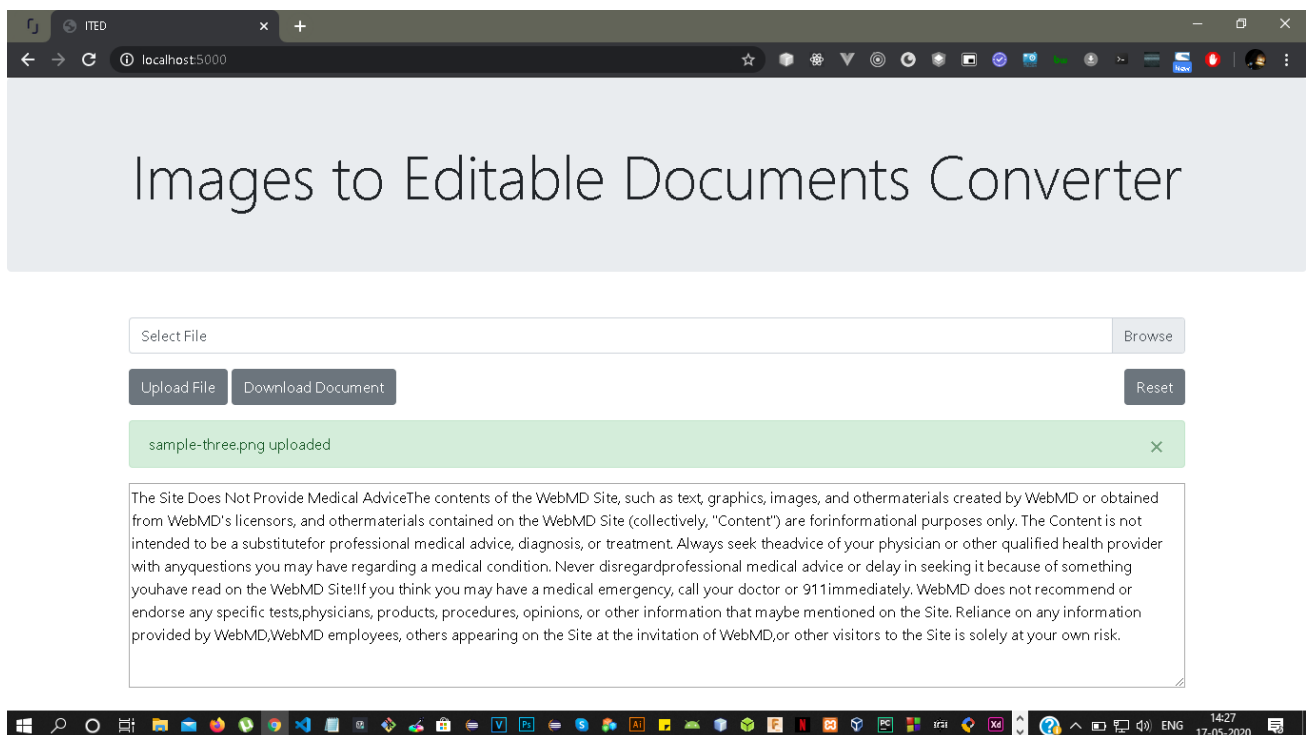 ITED
localhost:5000
New
Images to Editable Documents Converter
Select File
Browse
Upload File
Download Document
Reset
sample-three.png uploaded
The Site Does Not Provide Medical AdviceThe contents of the WebMD Site, such as text, graphics, images, and othermaterials created by WebMD or obtained
from WebMD's licensors, and othermaterials contained on the WebMD Site (collectively, "Content") are forinformational purposes only. The Content is not
intended to be a substitutefor professional medical advice, diagnosis, or treatment. Always seek theadvice of your physician or other qualified health provider
with anyquestions you may have regarding a medical condition. Never disregardprofessional medical advice or delay in seeking it because of something
youhave read on the WebMD Site!If you think you may have a medical emergency, call your doctor or 911immediately. WebMD does not recommend or
endorse any specific tests,physicians, products, procedures, opinions, or other information that maybe mentioned on the Site. Reliance on any information
provided by WebMD,WebMD employees, others appearing on the Site at the invitation of WebMD,or other visitors to the Site is solely at your own risk.
ENG
14:27
17-05-2020